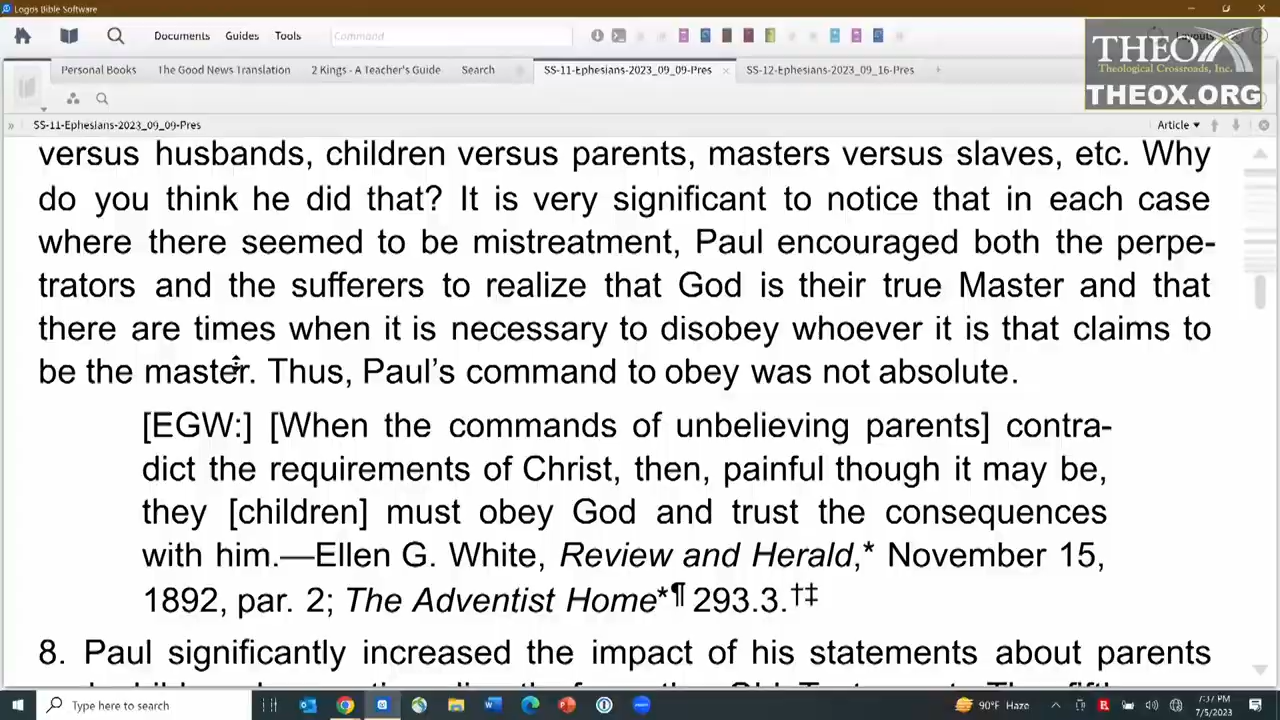 Logos Bible Software
Documents Guides Tools Command Layouts
THEOX
Theological Crossroads, Inc.
THEOX.ORG
Personal Books The Good News Translation 2 Kings - A Teacher's Guide SS-11-Ephesians-2023_09_09-Pres SS-12-Ephesians-2023_09_16-Pres
SS-11-Ephesians-2023_09_09-Pres Article
versus husbands, children versus parents, masters versus slaves, etc. Why
do you think he did that? It is very significant to notice that in each case
where there seemed to be mistreatment, Paul encouraged both the perpe-
trators and the sufferers to realize that God is their true Master and that
there are times when it is necessary to disobey whoever it is that claims to
be the master. Thus, Paul's command to obey was not absolute.
[EGW:] [When the commands of unbelieving parents] contra-
dict the requirements of Christ, then, painful though it may be,
they [children] must obey God and trust the consequences
with him.—Ellen G. White, Review and Herald,* November 15,
1892, par. 2; The Adventist Home*¶ 293.3.†‡
8. Paul significantly increased the impact of his statements about parents
Type here to search
90°F Haze
7:37 PM
7/5/2023